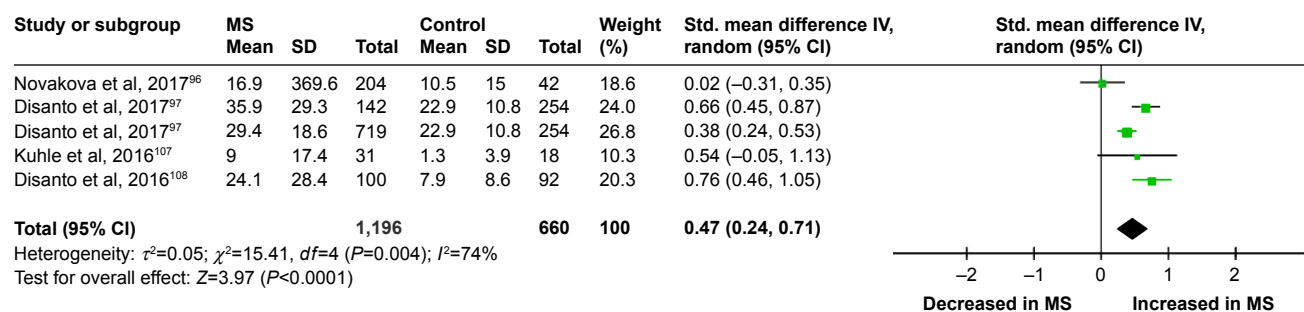 Study or subgroup MS Control Weight Std. mean difference IV, Std. mean difference IV,
Mean SD Total Mean SD Total (%) random (95% CI) random (95% CI)
Novakova et al, 2017⁹⁶ 16.9 369.6 204 10.5 15 42 18.6 0.02 (–0.31, 0.35)
Disanto et al, 2017⁹⁷ 35.9 29.3 142 22.9 10.8 254 24.0 0.66 (0.45, 0.87)
Disanto et al, 2017⁹⁷ 29.4 18.6 719 22.9 10.8 254 26.8 0.38 (0.24, 0.53)
Kuhle et al, 2016¹⁰⁷ 9 17.4 31 1.3 3.9 18 10.3 0.54 (–0.05, 1.13)
Disanto et al, 2016¹⁰⁸ 24.1 28.4 100 7.9 8.6 92 20.3 0.76 (0.46, 1.05)
Total (95% CI) 1,196 660 100 0.47 (0.24, 0.71)
Heterogeneity: τ²=0.05; χ²=15.41, df=4 (P=0.004); I²=74%
Test for overall effect: Z=3.97 (P<0.0001)
–2 –1 0 1 2
Decreased in MS Increased in MS